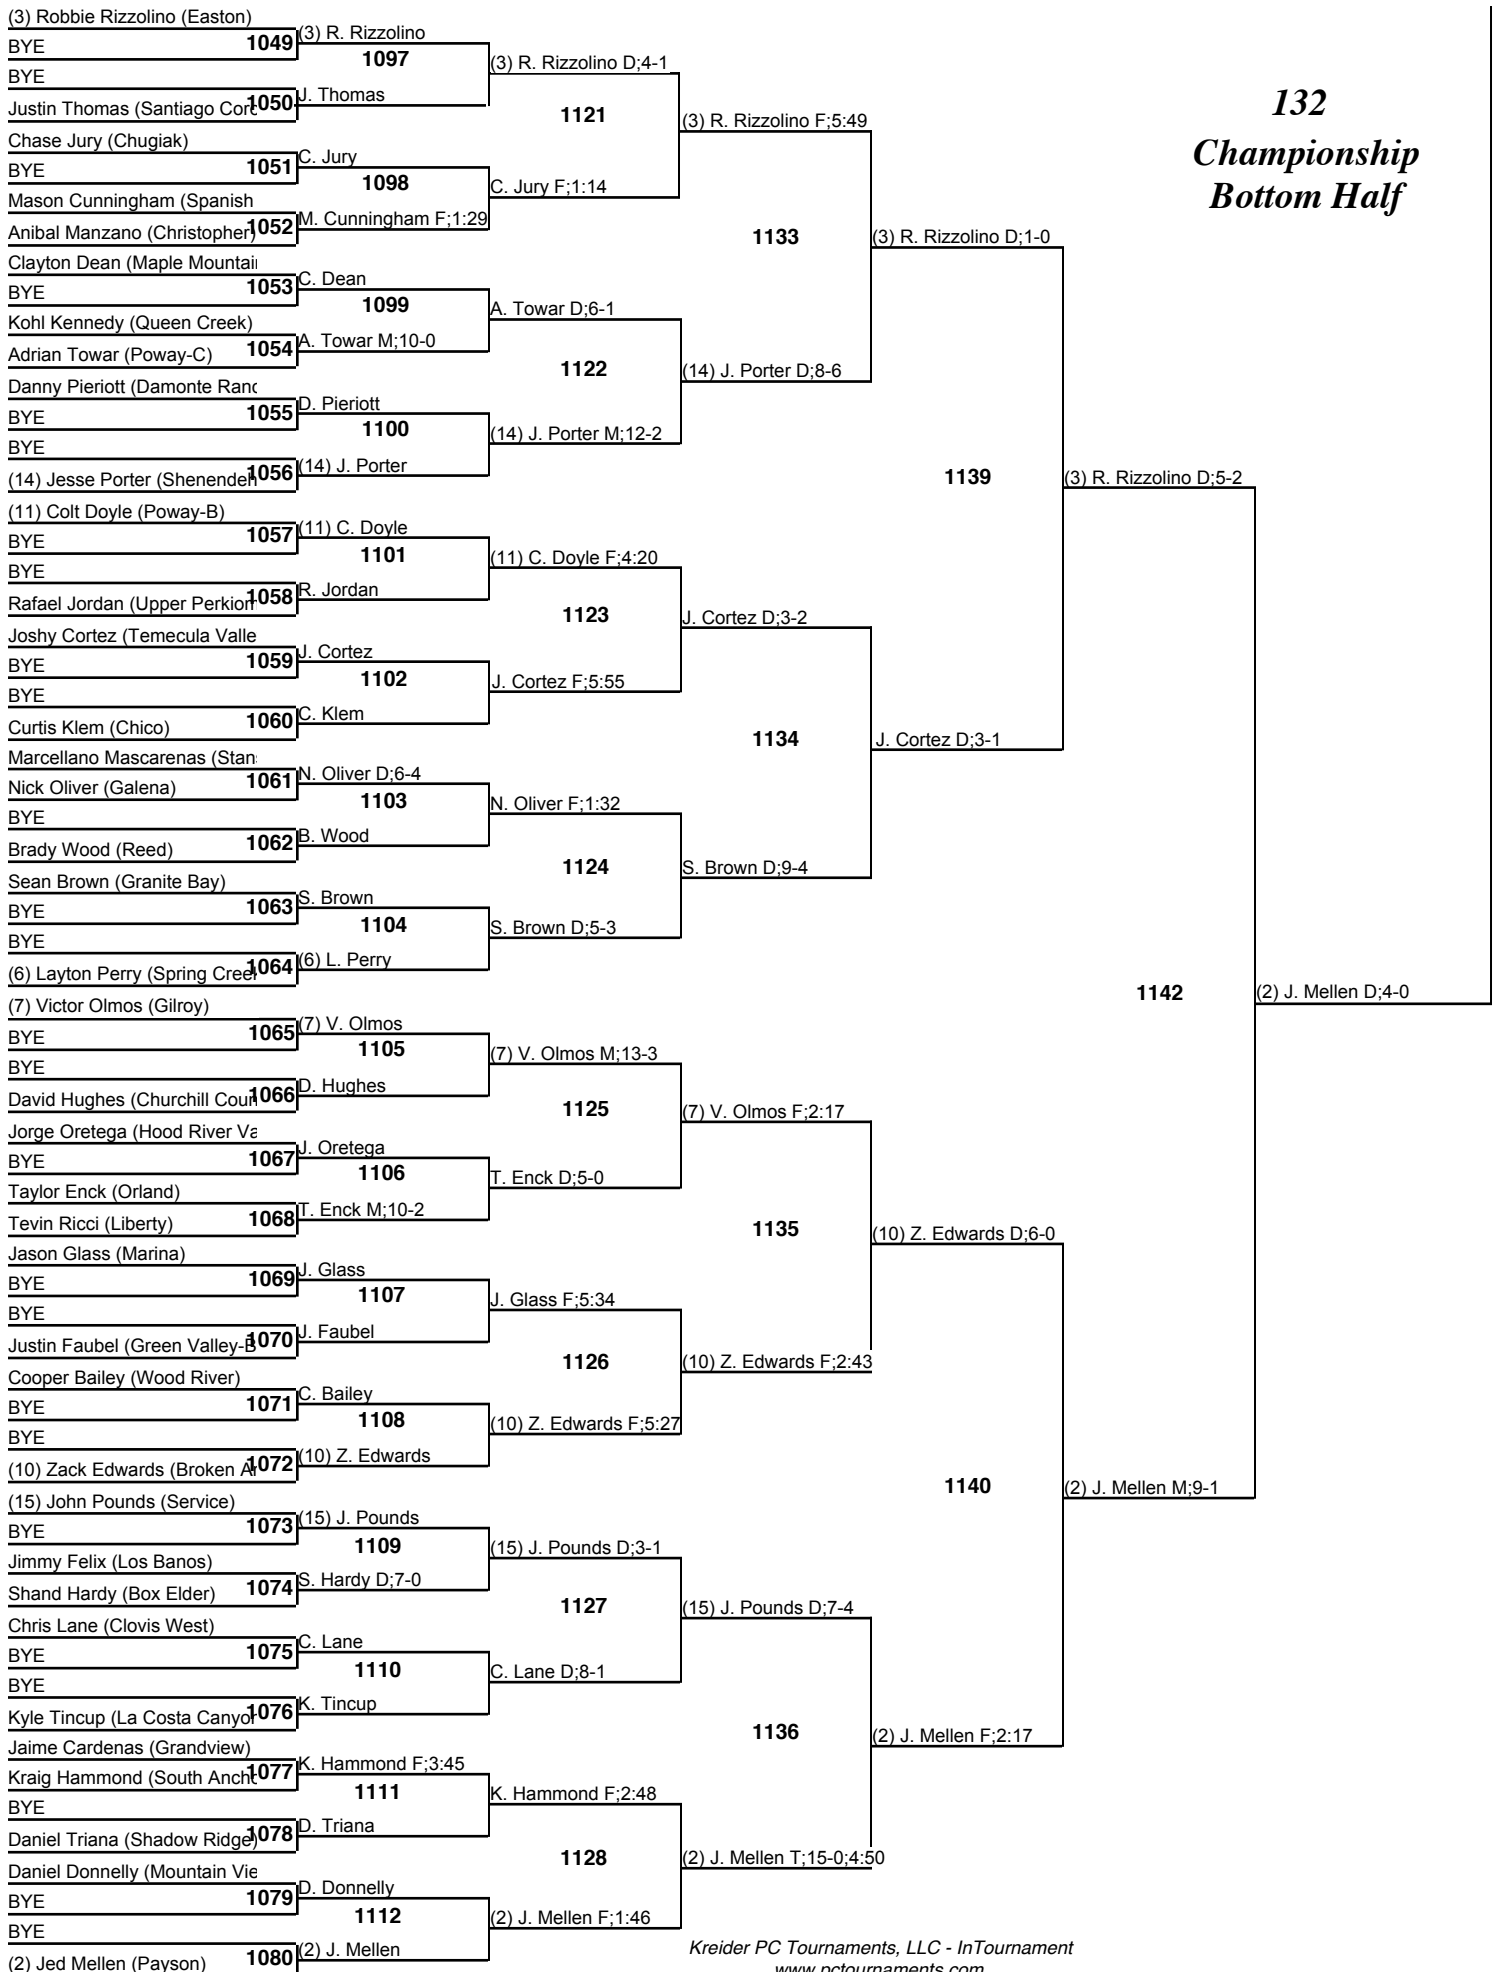 (3) Robbie Rizzolino (Easton)
BYE
1049
BYE
Justin Thomas (Santiago Cor
1050
Chase Jury (Chugiak)
BYE
1051
Mason Cunningham (Spanish
Anibal Manzano (Christopher)
1052
Clayton Dean (Maple Mountai
BYE
1053
Kohl Kennedy (Queen Creek)
Adrian Towar (Poway-C)
1054
Danny Pieriott (Damonte Ranc
BYE
1055
BYE
(14) Jesse Porter (Shenendeh
1056
(11) Colt Doyle (Poway-B)
BYE
1057
BYE
Rafael Jordan (Upper Perkiom
1058
Joshy Cortez (Temecula Valle
BYE
1059
BYE
Curtis Klem (Chico)
1060
Marcellano Mascarenas (Stan
Nick Oliver (Galena)
1061
BYE
Brady Wood (Reed)
1062
Sean Brown (Granite Bay)
BYE
1063
BYE
(6) Layton Perry (Spring Creek
1064
(7) Victor Olmos (Gilroy)
BYE
1065
BYE
David Hughes (Churchill Coun
1066
Jorge Oretega (Hood River Va
BYE
1067
Taylor Enck (Orland)
Tevin Ricci (Liberty)
1068
Jason Glass (Marina)
BYE
1069
BYE
Justin Faubel (Green Valley-B
1070
Cooper Bailey (Wood River)
BYE
1071
BYE
(10) Zack Edwards (Broken Ar
1072
(15) John Pounds (Service)
BYE
1073
Jimmy Felix (Los Banos)
Shand Hardy (Box Elder)
1074
Chris Lane (Clovis West)
BYE
1075
BYE
Kyle Tincup (La Costa Canyon
1076
Jaime Cardenas (Grandview)
Kraig Hammond (South Ancho
1077
BYE
Daniel Triana (Shadow Ridge)
1078
Daniel Donnelly (Mountain Vie
BYE
1079
BYE
(2) Jed Mellen (Payson)
1080
(3) R. Rizzolino
1097
J. Thomas
C. Jury
1098
M. Cunningham F;1:29
C. Dean
1099
A. Towar M;10-0
D. Pieriott
1100
(14) J. Porter
(11) C. Doyle
1101
R. Jordan
J. Cortez
1102
C. Klem
N. Oliver D;6-4
1103
B. Wood
S. Brown
1104
(6) L. Perry
(7) V. Olmos
1105
D. Hughes
J. Oretega
1106
T. Enck M;10-2
J. Glass
1107
J. Faubel
C. Bailey
1108
(10) Z. Edwards
(15) J. Pounds
1109
S. Hardy D;7-0
C. Lane
1110
K. Tincup
K. Hammond F;3:45
1111
D. Triana
D. Donnelly
1112
(2) J. Mellen
(3) R. Rizzolino D;4-1
1121
C. Jury F;1:14
A. Towar D;6-1
1122
(14) J. Porter M;12-2
(11) C. Doyle F;4:20
1123
J. Cortez F;5:55
N. Oliver F;1:32
1124
S. Brown D;5-3
(7) V. Olmos M;13-3
1125
T. Enck D;5-0
J. Glass F;5:34
1126
(10) Z. Edwards F;5:27
(15) J. Pounds D;3-1
1127
C. Lane D;8-1
K. Hammond F;2:48
1128
(2) J. Mellen F;1:46
(3) R. Rizzolino F;5:49
1133
(14) J. Porter D;8-6
J. Cortez D;3-2
1134
S. Brown D;9-4
(7) V. Olmos F;2:17
1135
(10) Z. Edwards F;2:43
(15) J. Pounds D;7-4
1136
(2) J. Mellen T;15-0;4:50
(3) R. Rizzolino D;1-0
1139
J. Cortez D;3-1
(10) Z. Edwards D;6-0
1140
(2) J. Mellen F;2:17
(3) R. Rizzolino D;5-2
1142
(2) J. Mellen M;9-1
(2) J. Mellen D;4-0
132
Championship
Bottom Half
Kreider PC Tournaments, LLC - InTournament
www.pctournaments.com